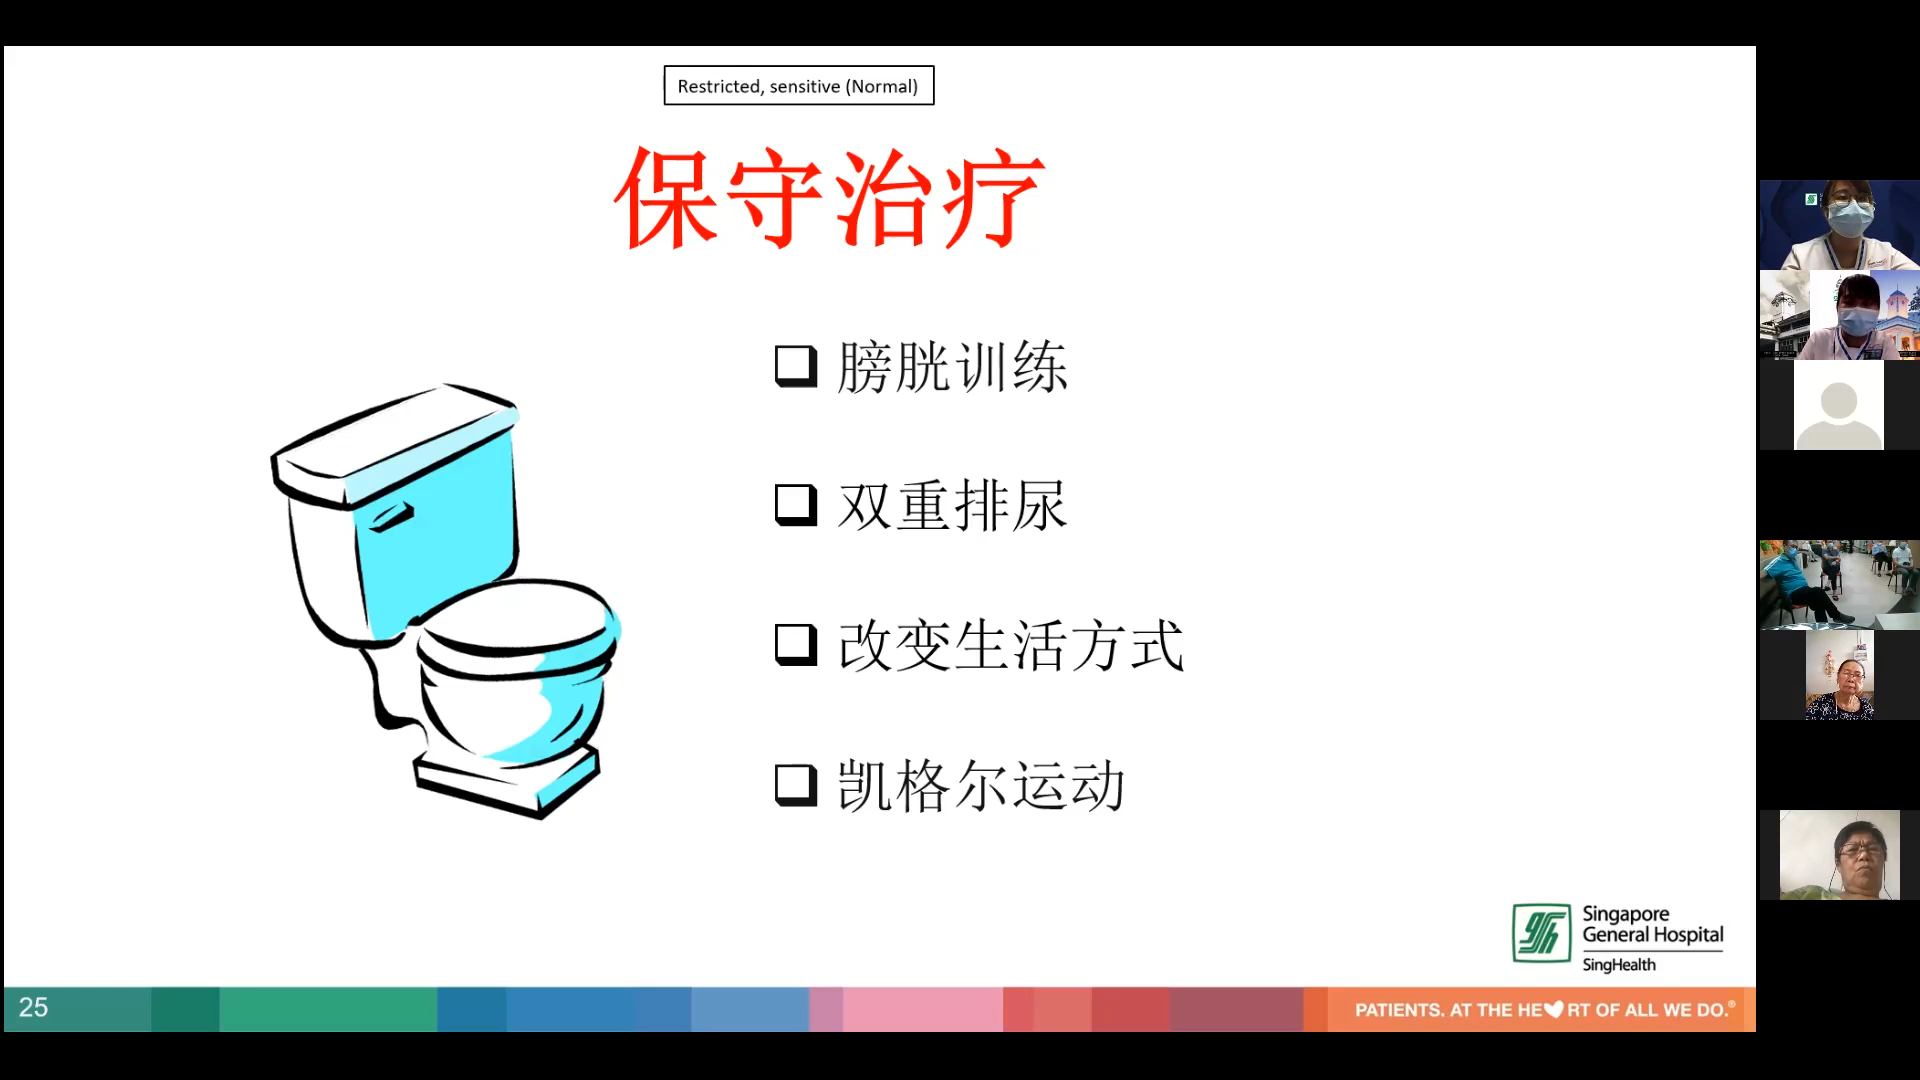 Restricted, sensitive (Normal)
保守治疗
膀胱训练
双重排尿
改变生活方式
凯格尔运动
Singapore
General Hospital
SingHealth
25
PATIENTS. AT THE HE RT OF ALL WE DO.®